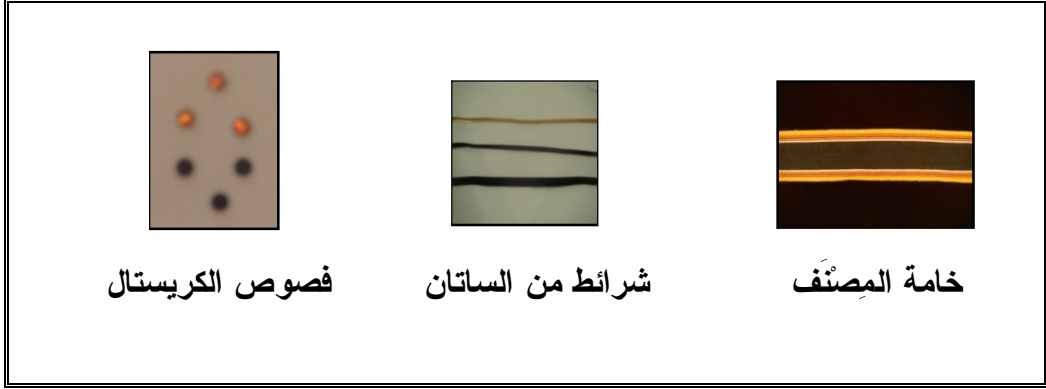 خامة المِصْنَف
شرائط من الساتان
فصوص الكريستال